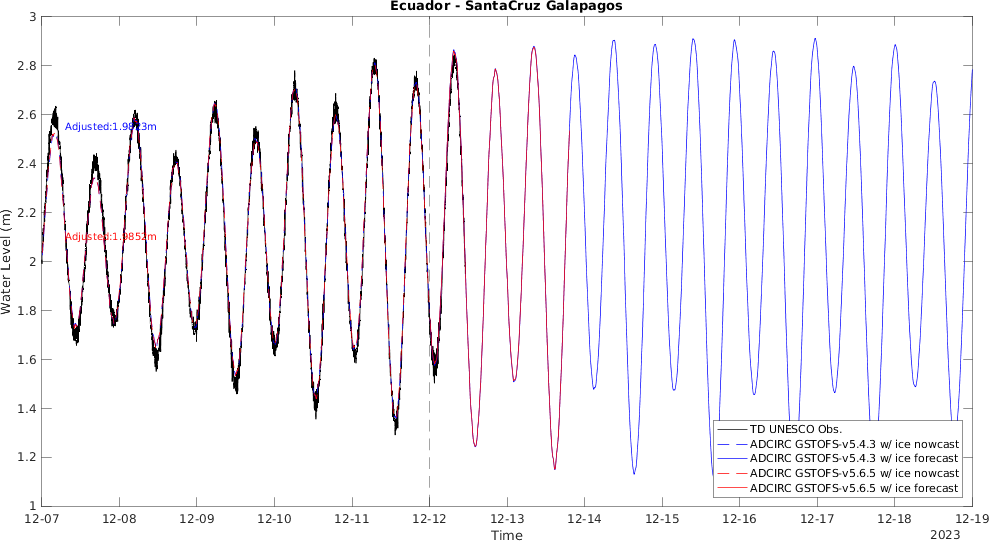 Ecuador - SantaCruz Galapagos
3
2.8
2.6
2.4
2.2
2
1.8
1.6
1.4
1.2
1
Water Level (m)
Adjusted:1.9823m
Adjusted:1.9852m
TD UNESCO Obs.
ADCIRC GSTOFS-v5.4.3 w/ ice nowcast
ADCIRC GSTOFS-v5.4.3 w/ ice forecast
ADCIRC GSTOFS-v5.6.5 w/ ice nowcast
ADCIRC GSTOFS-v5.6.5 w/ ice forecast
12-07 12-08 12-09 12-10 12-11 12-12 12-13 12-14 12-15 12-16 12-17 12-18 12-19
Time
2023